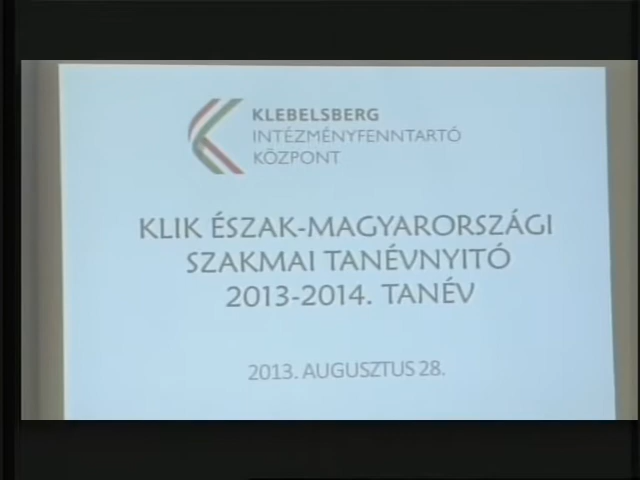 KLEBELSBERG
INTÉZMÉNYFENNTARTÓ
KÖZPONT
KLIK ÉSZAK-MAGYARORSZÁGI
SZAKMAI TANÉVNYITÓ
2013-2014. TANÉV
2013. AUGUSZTUS 28.